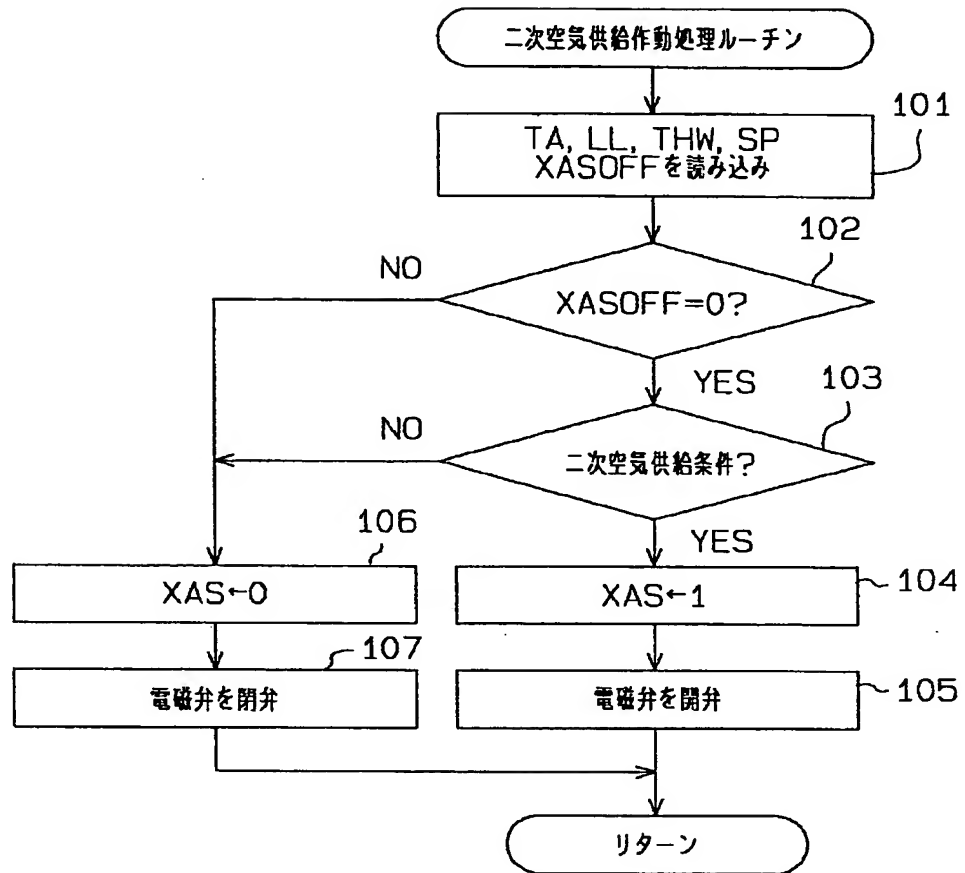 二次空気供給作動処理ルーチン
101
TA, LL, THW, SP
XASOFFを読み込み
102
NO
XASOFF=0?
YES
103
NO
二次空気供給条件?
YES
106
XAS←0
104
XAS←1
107
電磁弁を閉弁
105
電磁弁を開弁
リターン